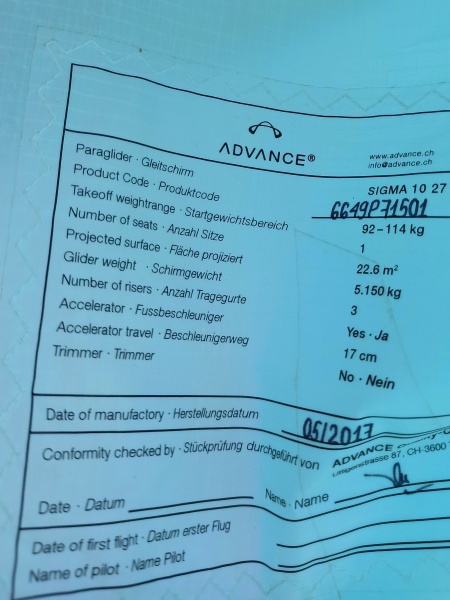 ADVANCE®
www.advance.ch
info@advance.ch
Paraglider · Gleitschirm SIGMA 10 27
Product Code · Produktcode 6649P71501
Takeoff weightrange · Startgewichtsbereich 92–114 kg
Number of seats · Anzahl Sitze 1
Projected surface · Fläche projiziert 22.6 m²
Glider weight · Schirmgewicht 5.150 kg
Number of risers · Anzahl Tragegurte 3
Accelerator · Fussbeschleuniger Yes · Ja
Accelerator travel · Beschleunigerweg 17 cm
Trimmer · Trimmer No · Nein
Date of manufactory · Herstellungsdatum 05/2017
Conformity checked by · Stückprüfung durchgeführt von ADVANCE
Uttigenstrasse 87, CH-3600
Date · Datum Name · Name
Date of first flight · Datum erster Flug
Name of pilot · Name Pilot